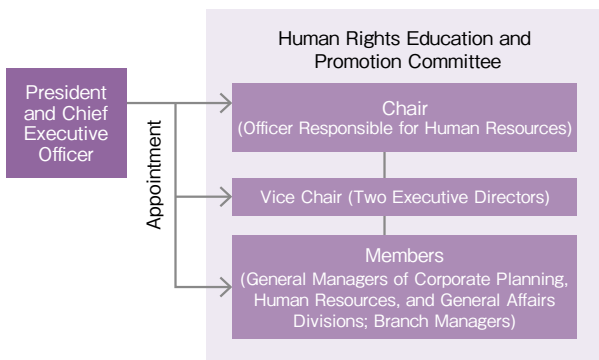 Human Rights Education and
Promotion Committee
President
and Chief
Executive
Officer
Appointment
Chair
(Officer Responsible for Human Resources)
Vice Chair (Two Executive Directors)
Members
(General Managers of Corporate Planning,
Human Resources, and General Affairs
Divisions; Branch Managers)